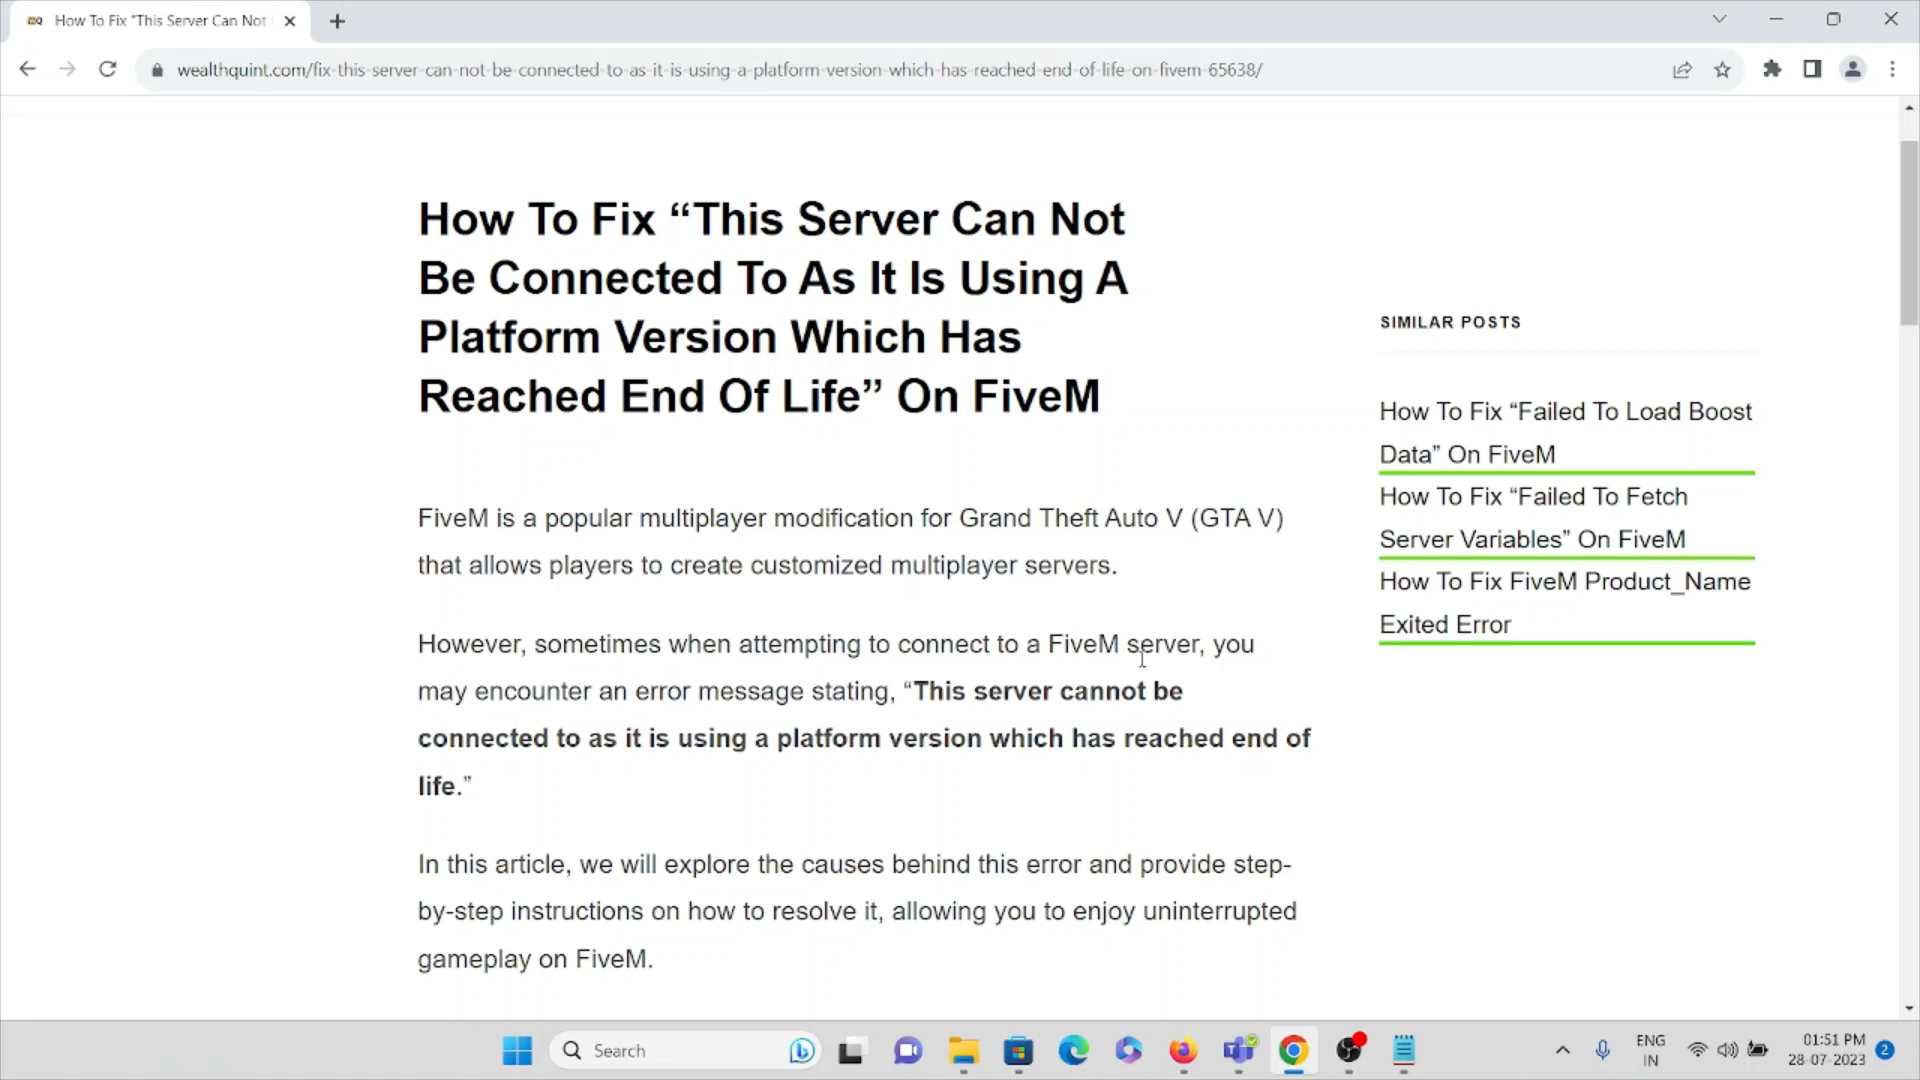 How To Fix “This Server Can Not
wealthquint.com/fix-this-server-can-not-be-connected-to-as-it-is-using-a-platform-version-which-has-reached-end-of-life-on-fivem-65638/
How To Fix “This Server Can Not
Be Connected To As It Is Using A
Platform Version Which Has
Reached End Of Life” On FiveM
FiveM is a popular multiplayer modification for Grand Theft Auto V (GTA V)
that allows players to create customized multiplayer servers.
However, sometimes when attempting to connect to a FiveM server, you
may encounter an error message stating, “This server cannot be
connected to as it is using a platform version which has reached end of
life.”
In this article, we will explore the causes behind this error and provide step-
by-step instructions on how to resolve it, allowing you to enjoy uninterrupted
gameplay on FiveM.
SIMILAR POSTS
How To Fix “Failed To Load Boost
Data” On FiveM
How To Fix “Failed To Fetch
Server Variables” On FiveM
How To Fix FiveM Product_Name
Exited Error
Search
ENG
IN
01:51 PM
28-07-2023
2